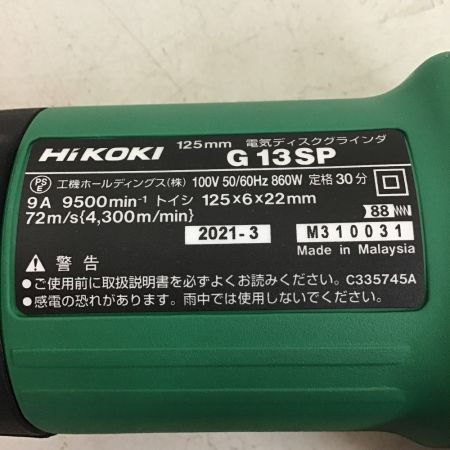 125mm 電気ディスクグラインダ
HiKOKI G 13SP
PSE 工機ホールディングス(株) 100V 50/60Hz 860W 定格30分
9A 9500min⁻¹ トイシ 125×6×22mm
72m/s{4,300m/min}
88
2021-3 M310031
Made in Malaysia
警告
●ご使用前に取扱説明書を必ずよくお読みください。 C335745A
●感電の恐れがあります。雨中では使用しないでください。